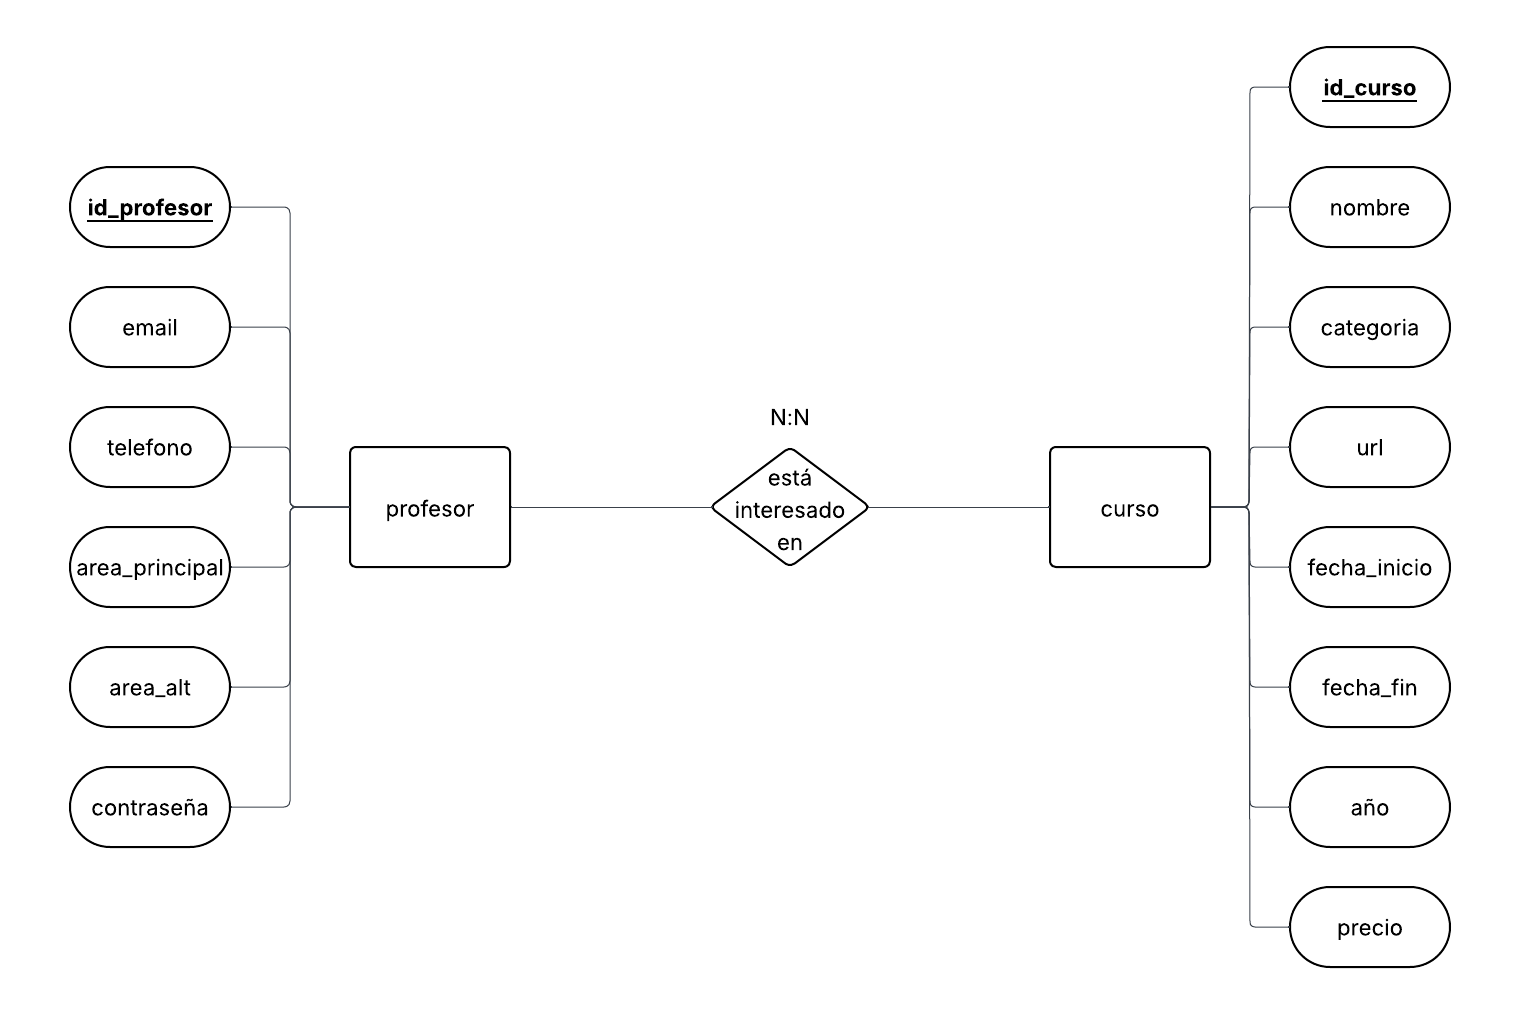 id_profesor
email
telefono
area_principal
area_alt
contraseña
profesor
N:N
está
interesado
en
curso
id_curso
nombre
categoria
url
fecha_inicio
fecha_fin
año
precio